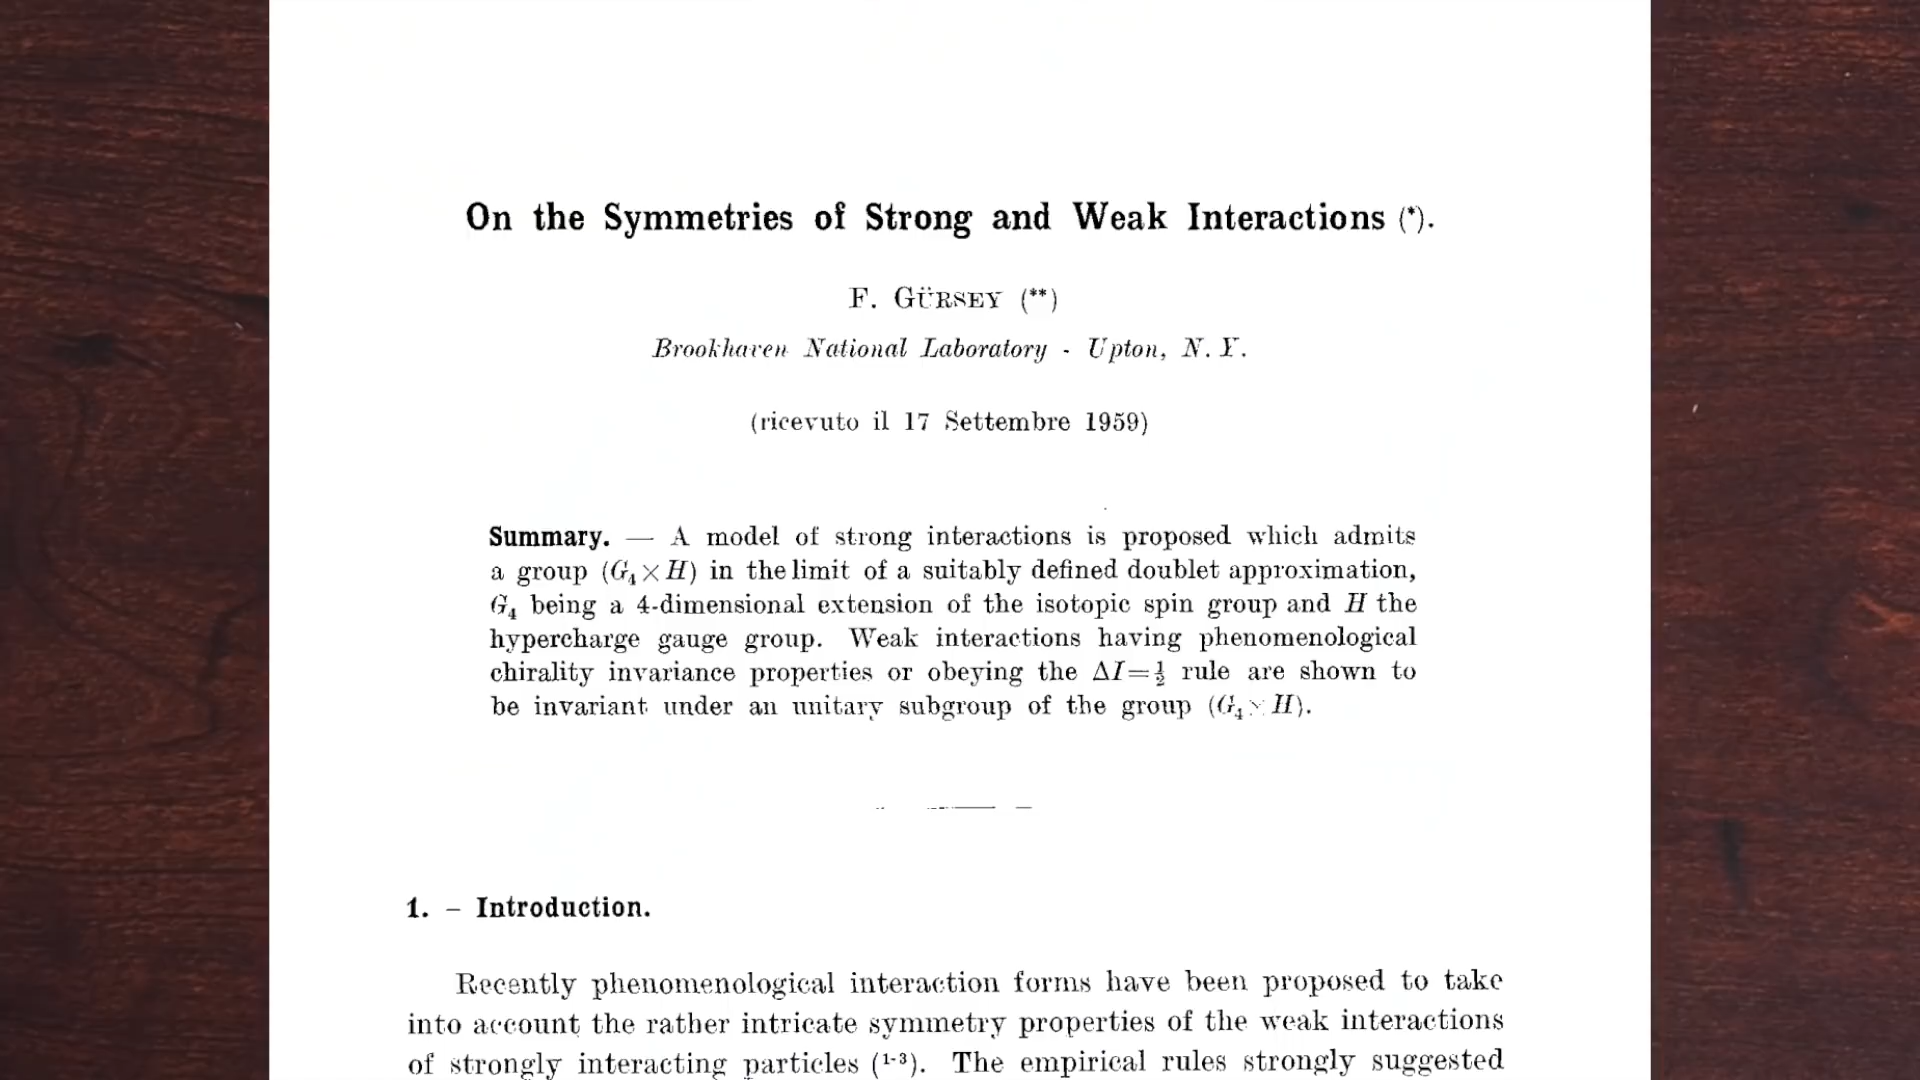 On the Symmetries of Strong and Weak Interactions (*).
F. GÜRSEY (**)
Brookhaven National Laboratory - Upton, N. Y.
(ricevuto il 17 Settembre 1959)
Summary. — A model of strong interactions is proposed which admits
a group (G₄×H) in the limit of a suitably defined doublet approximation,
G₄ being a 4-dimensional extension of the isotopic spin group and H the
hypercharge gauge group. Weak interactions having phenomenological
chirality invariance properties or obeying the ΔI=½ rule are shown to
be invariant under an unitary subgroup of the group (G₄×H).
1. – Introduction.
Recently phenomenological interaction forms have been proposed to take
into account the rather intricate symmetry properties of the weak interactions
of strongly interacting particles (¹⁻³). The empirical rules strongly suggested